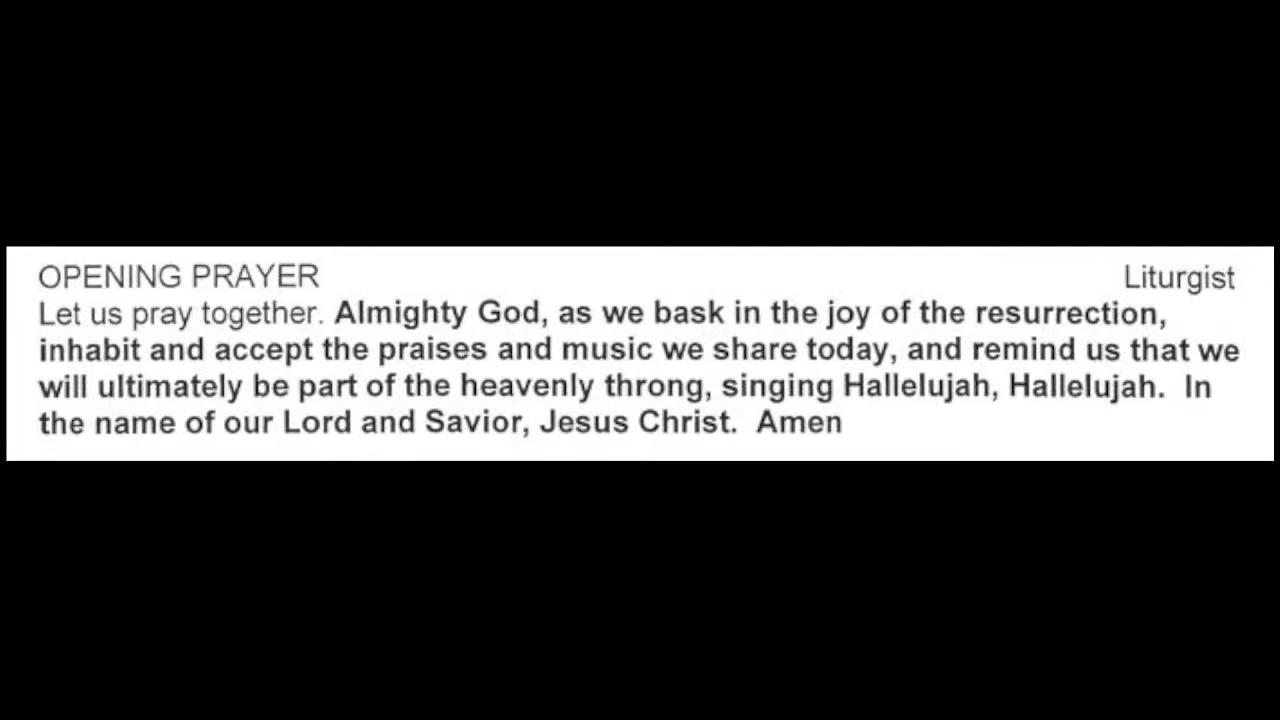 OPENING PRAYER Liturgist
Let us pray together. Almighty God, as we bask in the joy of the resurrection,
inhabit and accept the praises and music we share today, and remind us that we
will ultimately be part of the heavenly throng, singing Hallelujah, Hallelujah.  In
the name of our Lord and Savior, Jesus Christ.  Amen